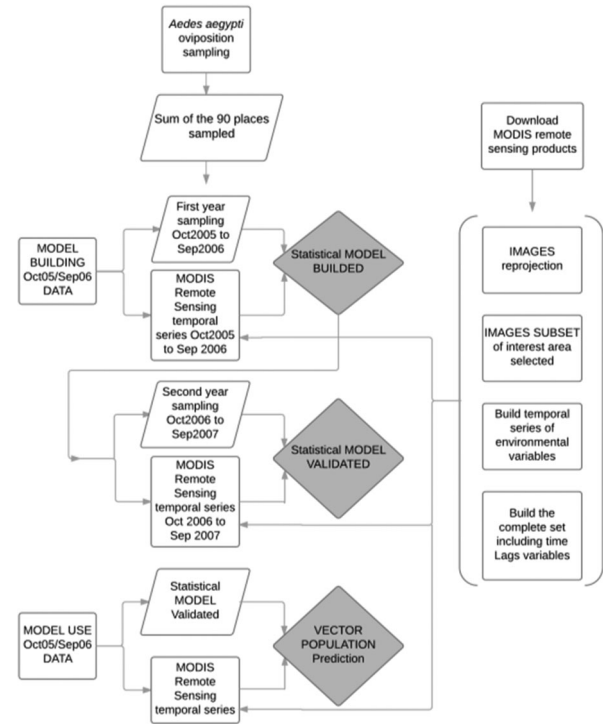 Aedes aegypti
oviposition
sampling
Sum of the 90 places
sampled
Download
MODIS remote
sensing products
First year
sampling
Oct2005 to
Sep2006
MODEL
BUILDING
Oct05/Sep06
DATA
MODIS
Remote
Sensing
temporal
series Oct2005
to Sep 2006
Statistical MODEL
BUILDED
IMAGES
reprojection
IMAGES SUBSET
of interest area
selected
Second year
sampling
Oct2006 to
Sep2007
MODIS
Remote
Sensing
temporal series
Oct 2006 to
Sep 2007
Statistical MODEL
VALIDATED
Build temporal
series of
environmental
variables
Build the
complete set
including time
Lags variables
MODEL USE
Oct05/Sep06
DATA
Statistical
MODEL
Validated
MODIS
Remote
Sensing
temporal series
VECTOR
POPULATION
Prediction